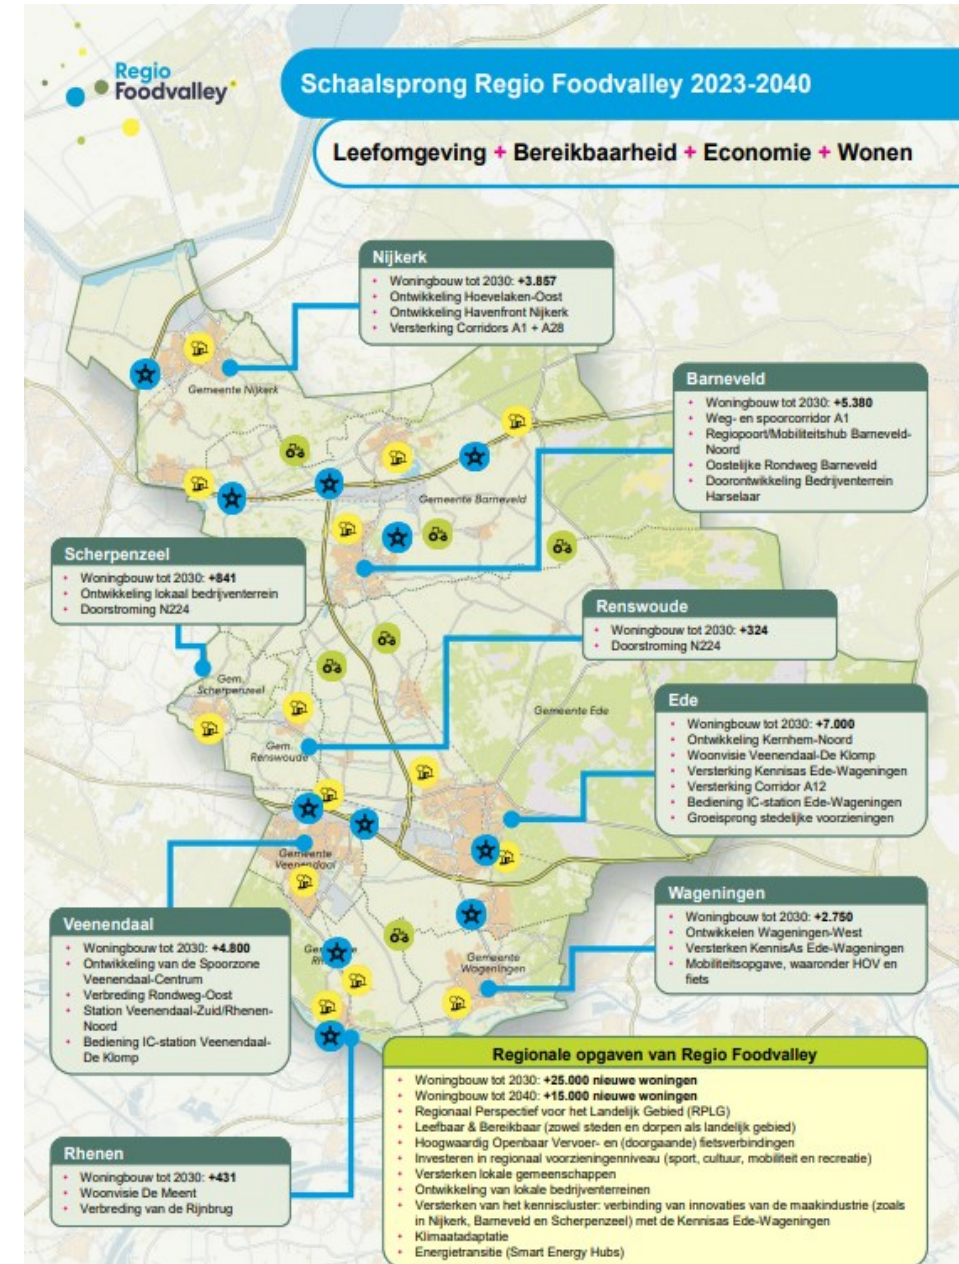 Regio
Foodvalley
Schaalsprong Regio Foodvalley 2023-2040
Leefomgeving + Bereikbaarheid + Economie + Wonen
Nijkerk
• Woningbouw tot 2030: +3.857
• Ontwikkeling Hoevelaken-Oost
• Ontwikkeling Havenfront Nijkerk
• Versterking Corridors A1 + A28
Gemeente Nijkerk
Barneveld
• Woningbouw tot 2030: +5.380
• Weg- en spoorcorridor A1
• Regiopoort/Mobiliteitshub Barneveld-
Noord
• Oostelijke Rondweg Barneveld
• Doorontwikkeling Bedrijventerrein
Harselaar
Gemeente Barneveld
Scherpenzeel
• Woningbouw tot 2030: +841
• Ontwikkeling lokaal bedrijventerrein
• Doorstroming N224
Renswoude
• Woningbouw tot 2030: +324
• Doorstroming N224
Gem.
Scherpenzeel
Gemeente Ede
Gem.
Renswoude
Ede
• Woningbouw tot 2030: +7.000
• Ontwikkeling Kernhem-Noord
• Woonvisie Veenendaal-De Klomp
• Versterking Kennisas Ede-Wageningen
• Versterking Corridor A12
• Bediening IC-station Ede-Wageningen
• Groeisprong stedelijke voorzieningen
Gemeente
Veenendaal
Wageningen
• Woningbouw tot 2030: +2.750
• Ontwikkelen Wageningen-West
• Versterken KennisAs Ede-Wageningen
• Mobiliteitsopgave, waaronder HOV en
fiets
Veenendaal
• Woningbouw tot 2030: +4.800
• Ontwikkeling van de Spoorzone
Veenendaal-Centrum
• Verbreding Rondweg-Oost
• Station Veenendaal-Zuid/Rhenen-
Noord
• Bediening IC-station Veenendaal-
De Klomp
Gemeente
Wageningen
Regionale opgaven van Regio Foodvalley
• Woningbouw tot 2030: +25.000 nieuwe woningen
• Woningbouw tot 2040: +15.000 nieuwe woningen
• Regionaal Perspectief voor het Landelijk Gebied (RPLG)
• Leefbaar & Bereikbaar (zowel steden en dorpen als landelijk gebied)
• Hoogwaardig Openbaar Vervoer- en (doorgaande) fietsverbindingen
• Investeren in regionaal voorzieningenniveau (sport, cultuur, mobiliteit en recreatie)
• Versterken lokale gemeenschappen
• Ontwikkeling van lokale bedrijventerreinen
• Versterken van het kenniscluster: verbinding van innovaties van de maakindustrie (zoals
in Nijkerk, Barneveld en Scherpenzeel) met de Kennisas Ede-Wageningen
• Klimaatadaptatie
• Energietransitie (Smart Energy Hubs)
Rhenen
• Woningbouw tot 2030: +431
• Woonvisie De Meent
• Verbreding van de Rijnbrug